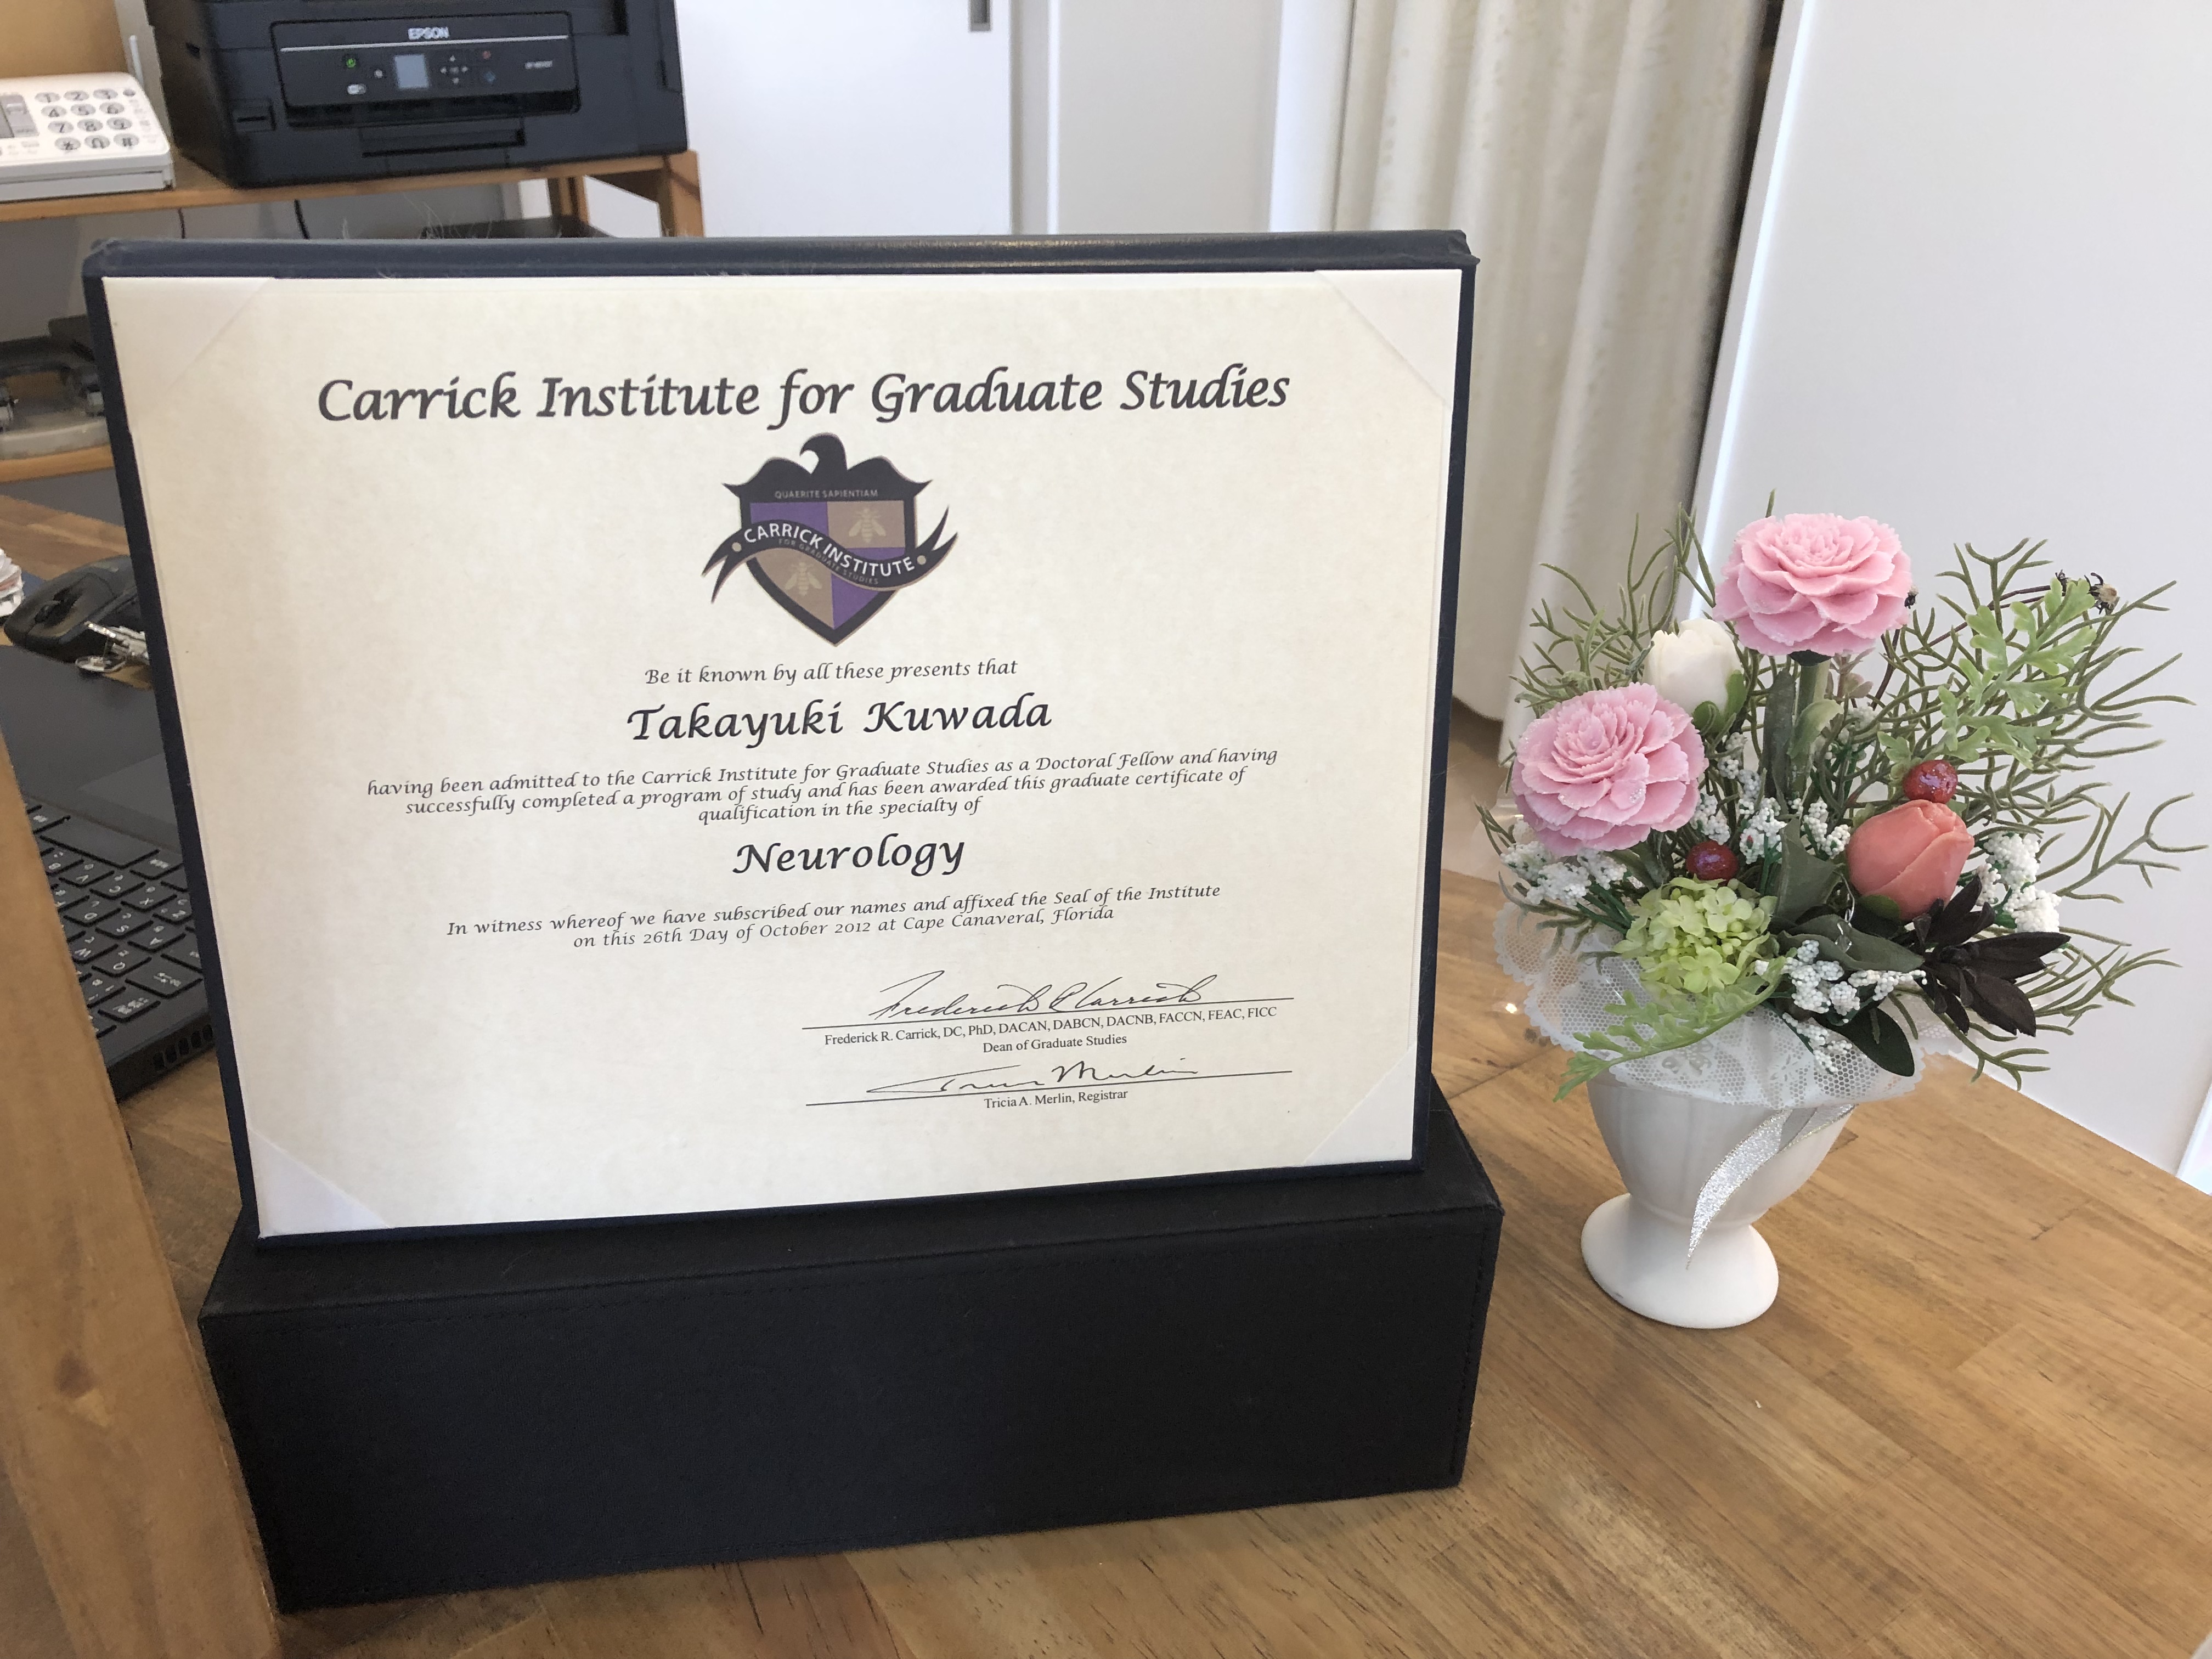 EPSON
Carrick Institute for Graduate Studies
QUAERITE SAPIENTIAM
CARRICK INSTITUTE
FOR GRADUATE STUDIES
Be it known by all these presents that
Takayuki Kuwada
having been admitted to the Carrick Institute for Graduate Studies as a Doctoral Fellow and having
successfully completed a program of study and has been awarded this graduate certificate of
qualification in the specialty of
Neurology
In witness whereof we have subscribed our names and affixed the Seal of the Institute
on this 26th Day of October 2012 at Cape Canaveral, Florida
Frederick R. Carrick, DC, PhD, DACAN, DABCN, DACNB, FACCN, FEAC, FICC
Dean of Graduate Studies
Tricia A. Merlin, Registrar